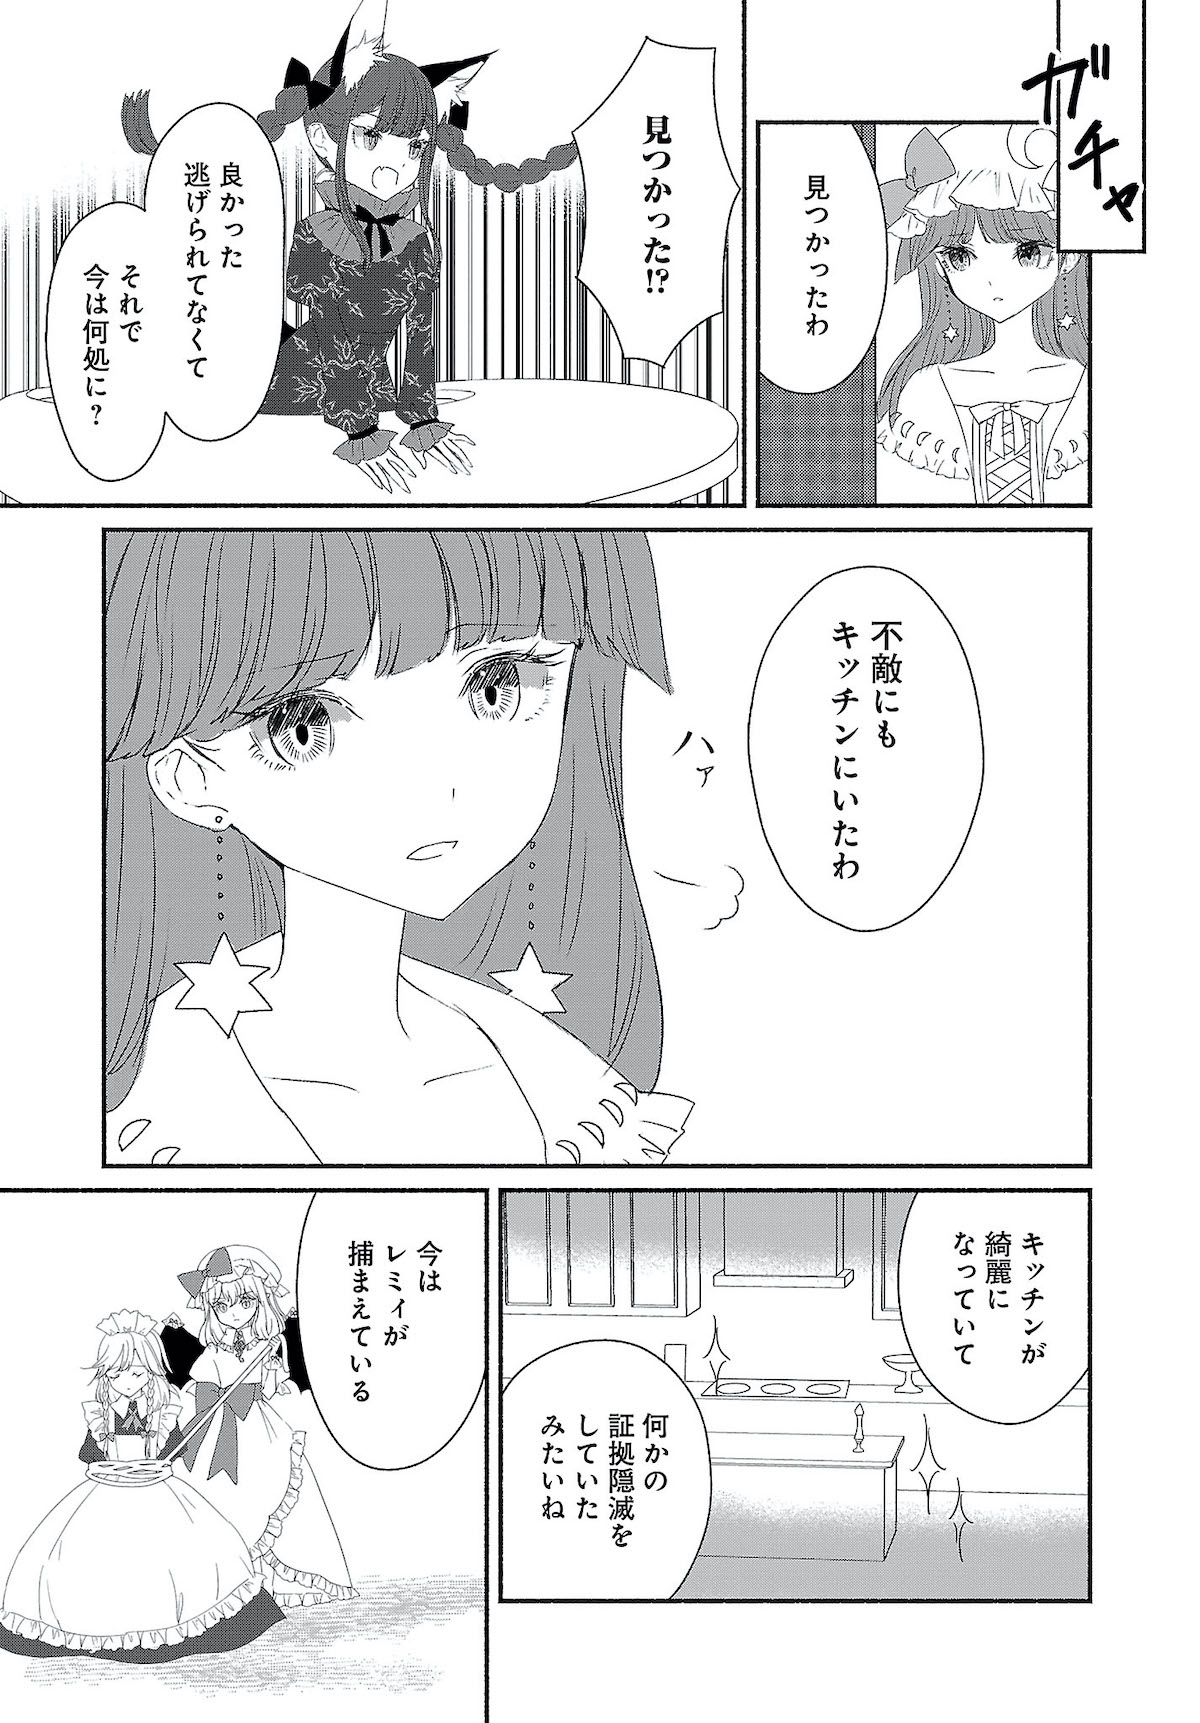 ガチャ
見つかったわ
見つかった!?
良かった
逃げられてなくて
それで
今は何処に?
不敵にも
キッチンにいたわ
ハァ
キッチンが
綺麗に
なっていて
何かの
証拠隠滅を
していた
みたいね
今は
レミィが
捕まえている